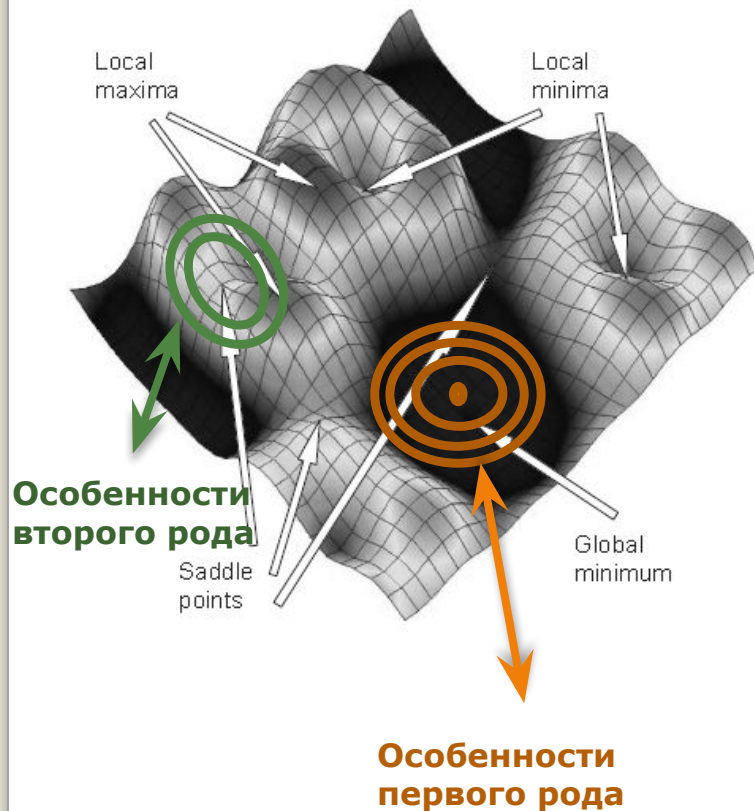 Local
maxima
Local
minima
Особенности
второго рода
Saddle
points
Global
minimum
Особенности
первого рода